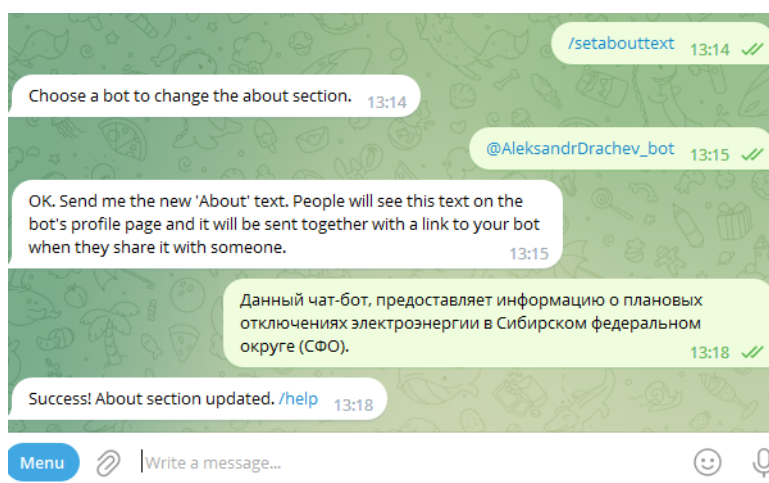 /setabouttext 13:14
Choose a bot to change the about section. 13:14
@AleksandrDrachev_bot 13:15
OK. Send me the new 'About' text. People will see this text on the
bot's profile page and it will be sent together with a link to your bot
when they share it with someone. 13:15
Данный чат-бот, предоставляет информацию о плановых
отключениях электроэнергии в Сибирском федеральном
округе (СФО). 13:18
Success! About section updated. /help 13:18
Menu Write a message...